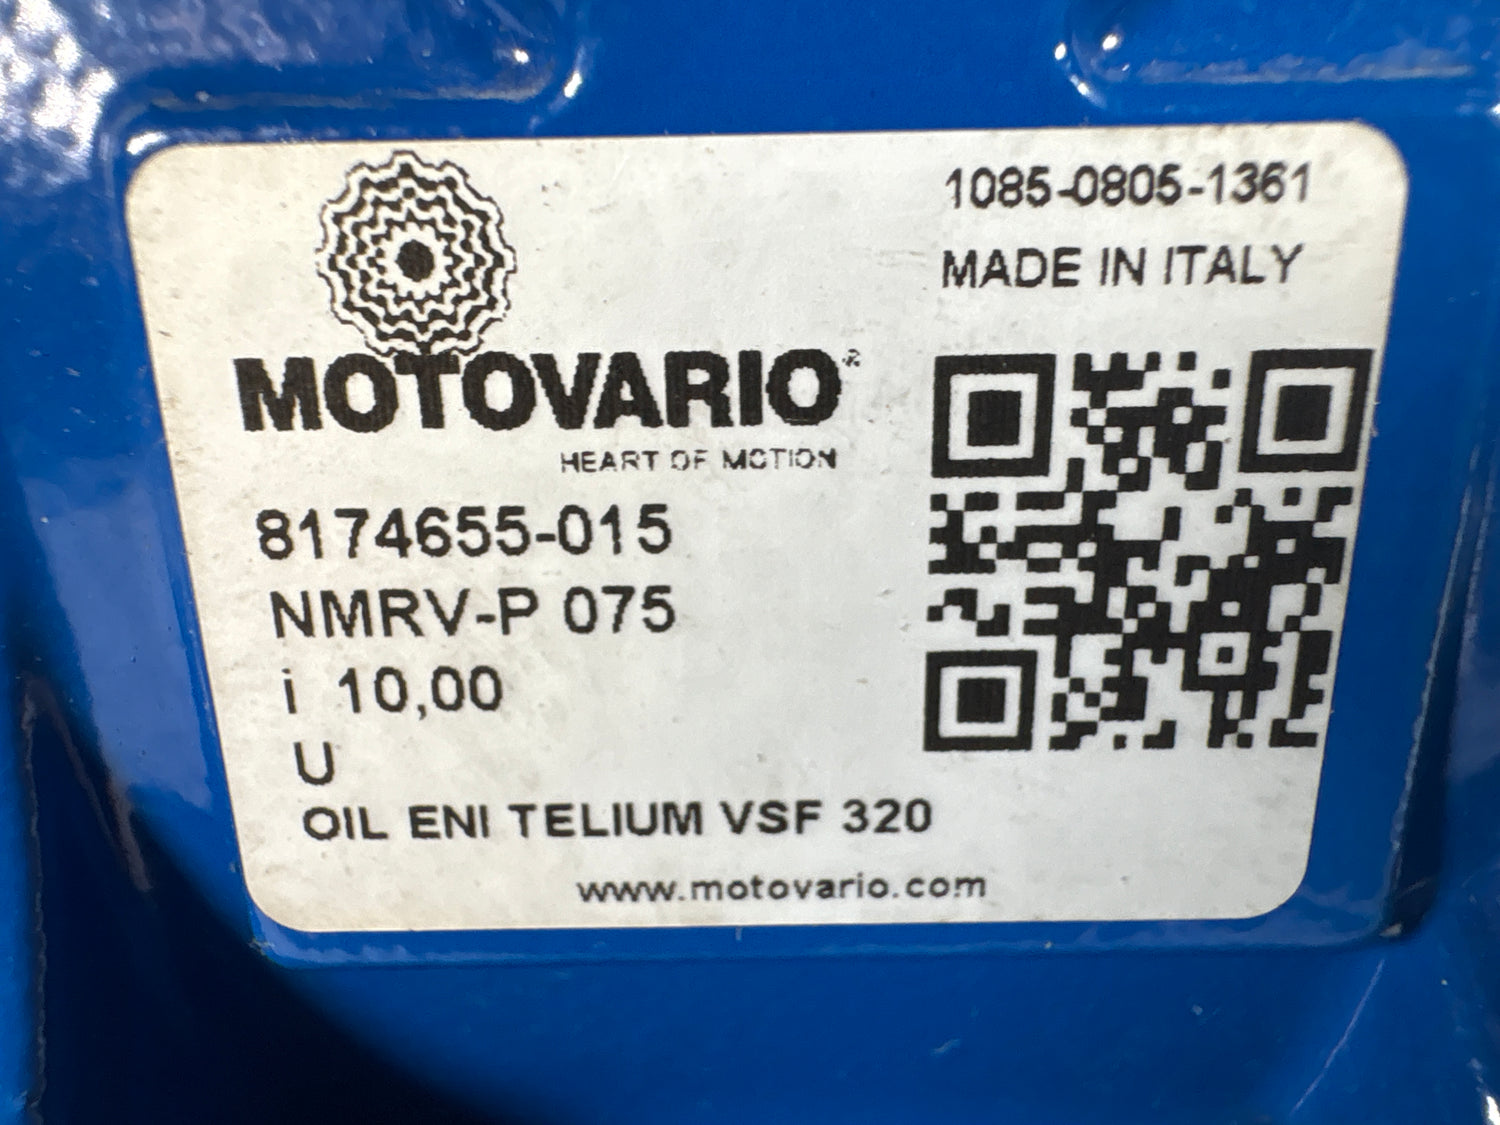 1085-0805-1361
MADE IN ITALY
MOTOVARIO®
HEART OF MOTION
8174655-015
NMRV-P 075
i 10,00
U
OIL ENI TELIUM VSF 320
www.motovario.com